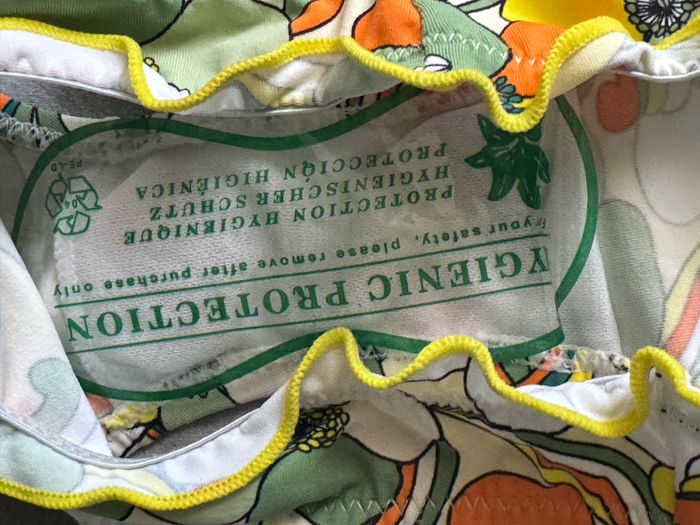 YGIENIC PROTECTION
your safety, please remove after purchase only
PROTECTION HYGIENIQUE
HYGIENISCHER SCHUTZ
PROTECCIÓN HIGIENICA
PE-LD